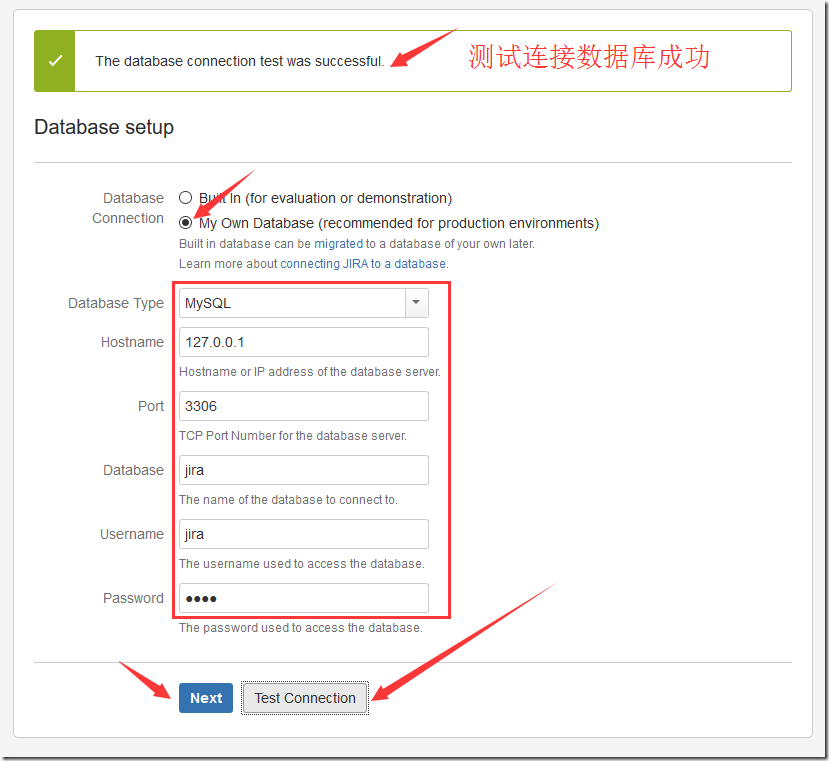 The database connection test was successful.
测试连接数据库成功
Database setup
Database Connection
Built In (for evaluation or demonstration)
My Own Database (recommended for production environments)
Built in database can be migrated to a database of your own later.
Learn more about connecting JIRA to a database.
Database Type
MySQL
Hostname
127.0.0.1
Hostname or IP address of the database server.
Port
3306
TCP Port Number for the database server.
Database
jira
The name of the database to connect to.
Username
jira
The username used to access the database.
Password
●●●●
The password used to access the database.
Next
Test Connection